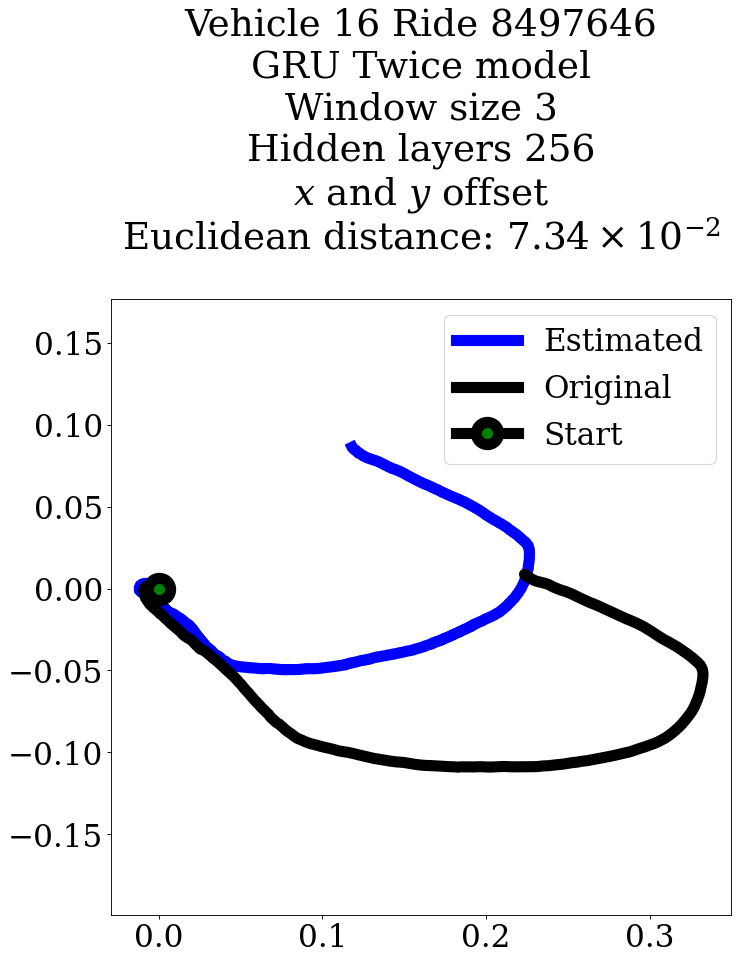 Vehicle 16 Ride 8497646
GRU Twice model
Window size 3
Hidden layers 256
x and y offset
Euclidean distance: 7.34 × 10⁻²
Estimated
Original
Start
0.15
0.10
0.05
0.00
−0.05
−0.10
−0.15
0.0 0.1 0.2 0.3